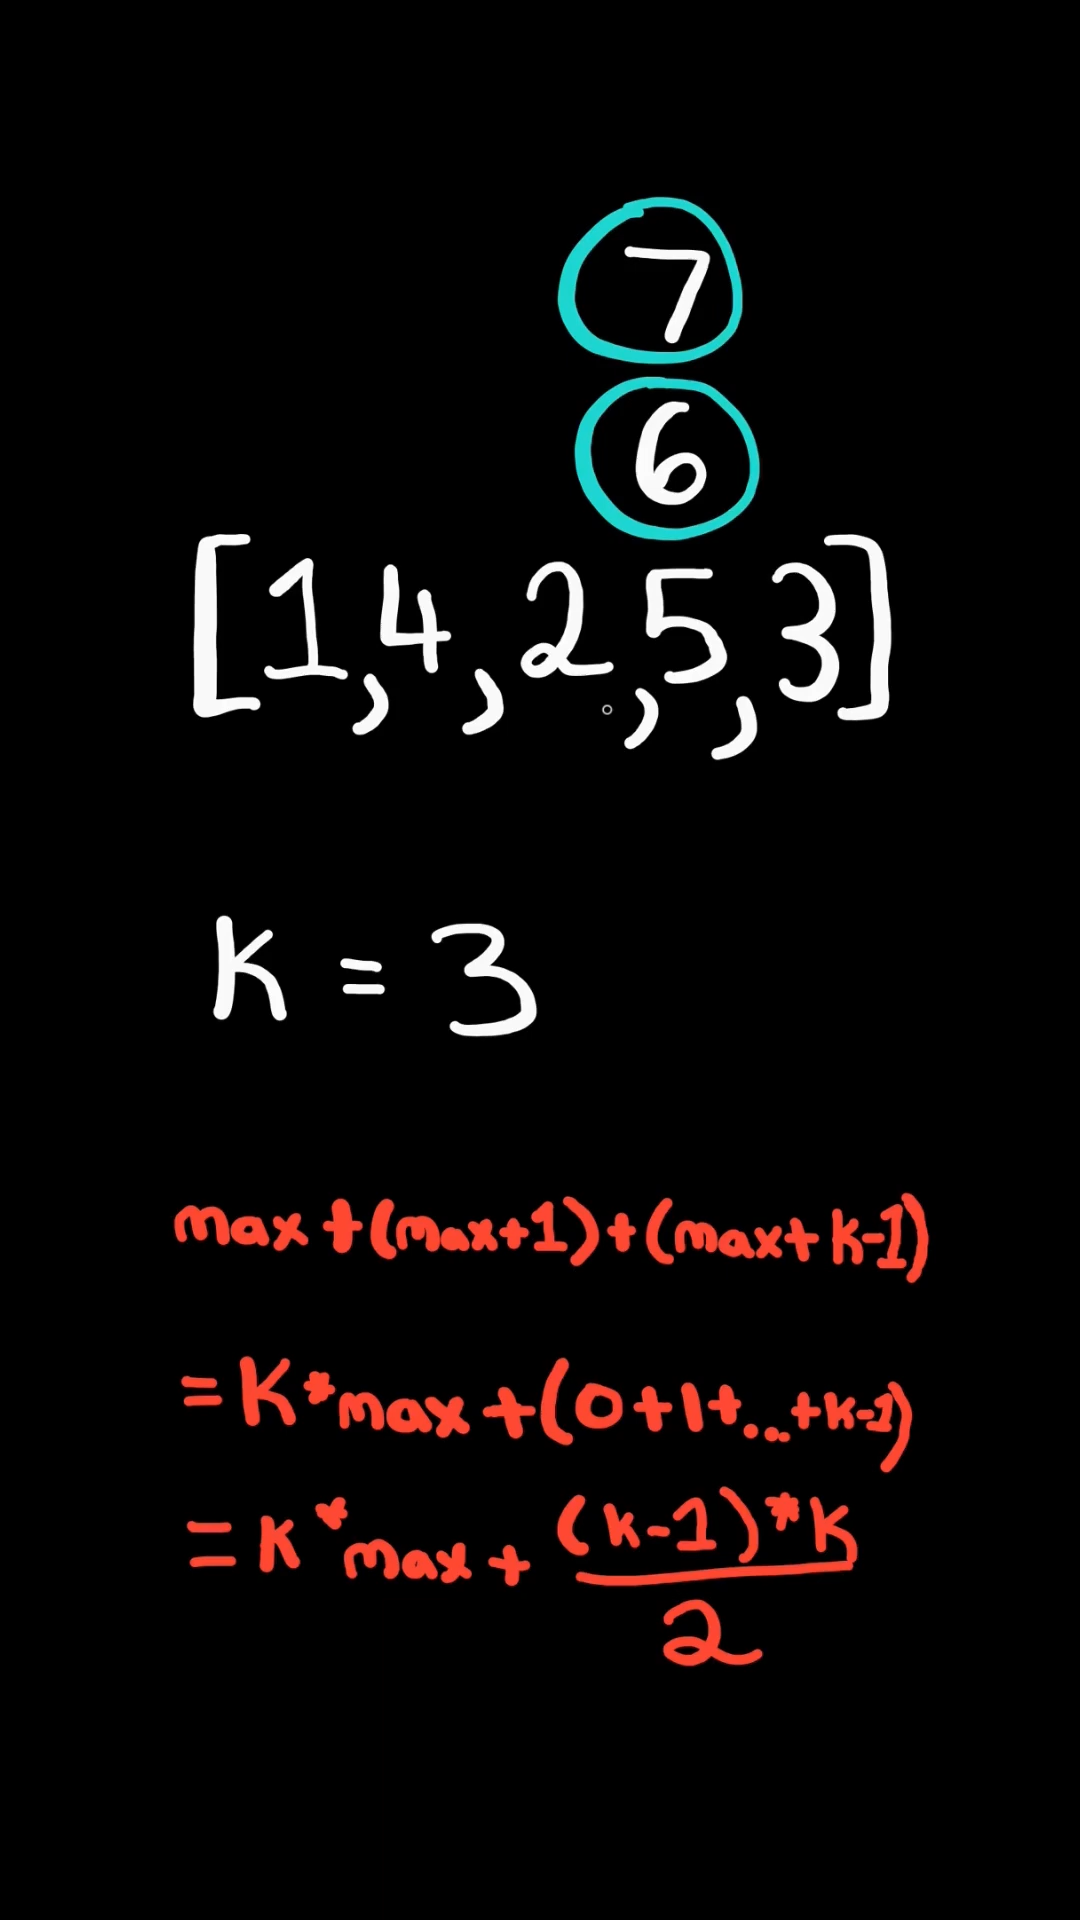 7
6
[1,4,2,5,3]
K = 3
max+(max+1)+(max+k-1)
=K*max+(0+1+...+k-1)
=K*max+(k-1)*K
2